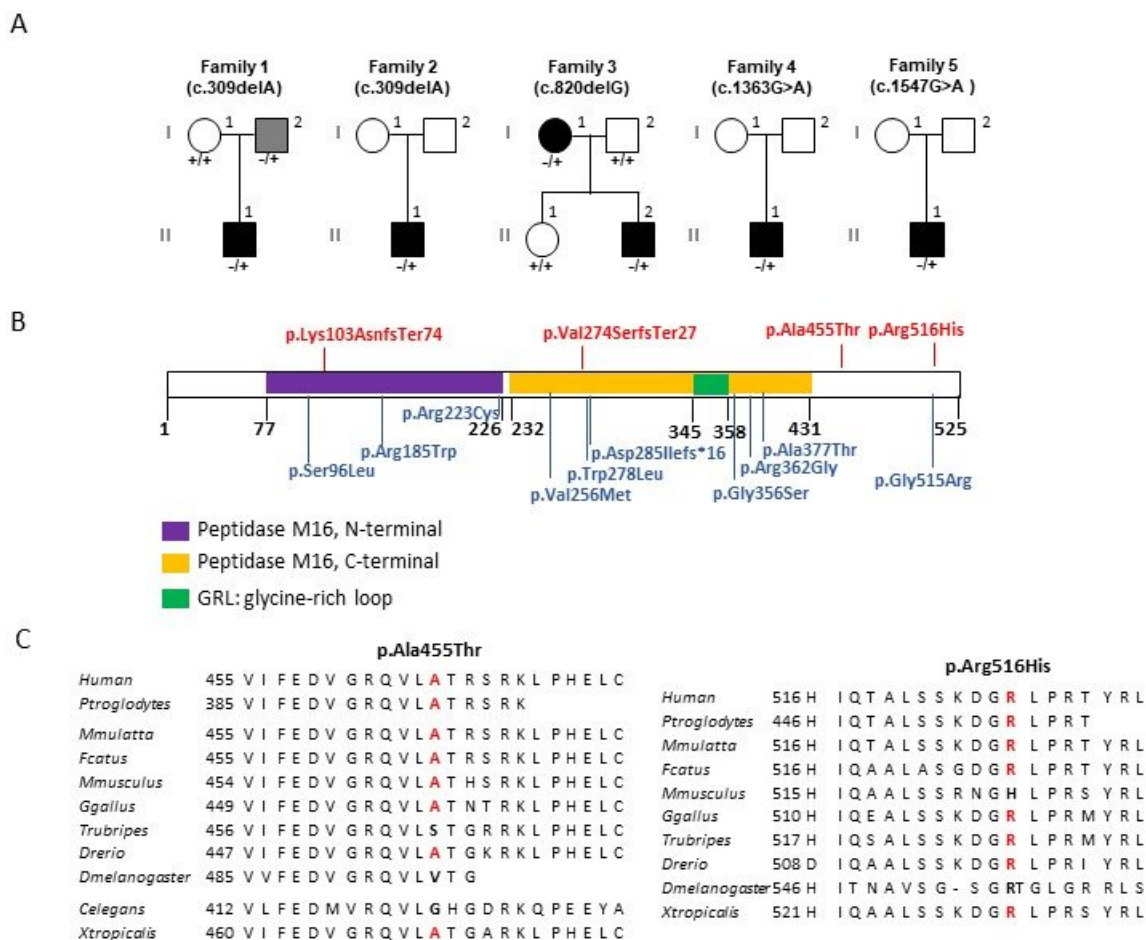 A
Family 1 Family 2 Family 3 Family 4 Family 5
(c.309delA) (c.309delA) (c.820delG) (c.1363G>A) (c.1547G>A )
I 1 2 I 1 2 I 1 2 I 1 2 I 1 2
+/+ -/+ -/+ +/+
II 1 II 1 II 1 2 II 1 II 1
-/+ -/+ +/+ -/+ -/+ -/+
B
p.Lys103AsnfsTer74 p.Val274SerfsTer27 p.Ala455Thr p.Arg516His
1 77 226 232 345 358 431 525
p.Arg223Cys
p.Arg185Trp
p.Ser96Leu
p.Asp285Ilefs*16
p.Trp278Leu
p.Val256Met
p.Ala377Thr
p.Arg362Gly
p.Gly356Ser
p.Gly515Arg
Peptidase M16, N-terminal
Peptidase M16, C-terminal
GRL: glycine-rich loop
C
p.Ala455Thr
Human 455 V I F E D V G R Q V L A T R S R K L P H E L C
Ptroglodytes 385 V I F E D V G R Q V L A T R S R K
Mmulatta 455 V I F E D V G R Q V L A T R S R K L P H E L C
Fcatus 455 V I F E D V G R Q V L A T R S R K L P H E L C
Mmusculus 454 V I F E D V G R Q V L A T H S R K L P H E L C
Ggallus 449 V I F E D V G R Q V L A T N T R K L P H E L C
Trubripes 456 V I F E D V G R Q V L S T G R R K L P H E L C
Drerio 447 V I F E D V G R Q V L A T G K R K L P H E L C
Dmelanogaster 485 V V F E D V G R Q V L V T G
Celegans 412 V L F E D M V R Q V L G H G D R K Q P E E Y A
Xtropicalis 460 V I F E D V G R Q V L A T G A R K L P H E L C
p.Arg516His
Human 516 H I Q T A L S S K D G R L P R T Y R L
Ptroglodytes 446 H I Q T A L S S K D G R L P R T
Mmulatta 516 H I Q T A L S S K D G R L P R T Y R L
Fcatus 516 H I Q A A L A S G D G R L P R T Y R L
Mmusculus 515 H I Q A A L S S R N G H L P R S Y R L
Ggallus 510 H I Q E A L S S K D G R L P R M Y R L
Trubripes 517 H I Q S A L S S K D G R L P R M Y R L
Drerio 508 D I Q A A L S S K D G R L P R I Y R L
Dmelanogaster 546 H I T N A V S G - S G R T G L G R R L S
Xtropicalis 521 H I Q A A L S S K D G R L P R S Y R L